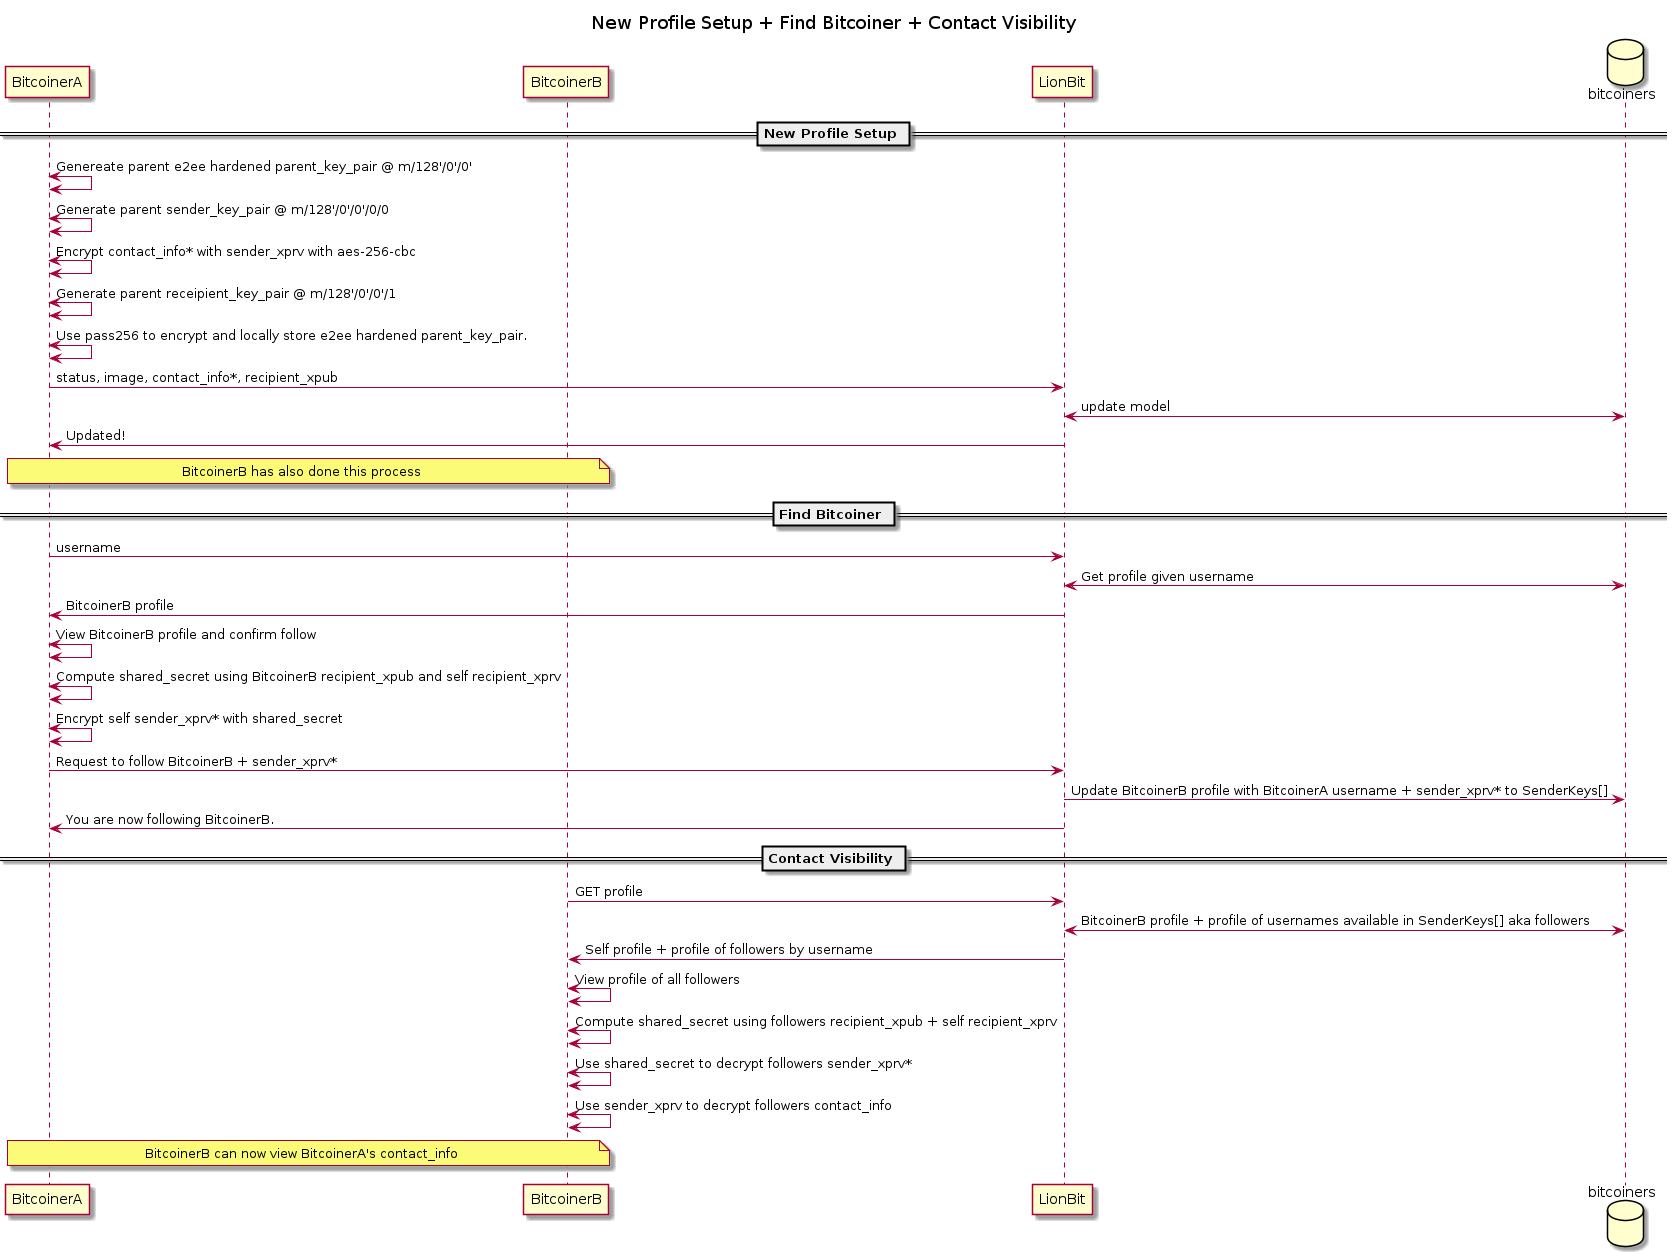 New Profile Setup + Find Bitcoiner + Contact Visibility
BitcoinerA
BitcoinerB
LionBit
bitcoiners
New Profile Setup
Genereate parent e2ee hardened parent_key_pair @ m/128'/0'/0'
Generate parent sender_key_pair @ m/128'/0'/0'/0/0
Encrypt contact_info* with sender_xprv with aes-256-cbc
Generate parent receipient_key_pair @ m/128'/0'/0'/1
Use pass256 to encrypt and locally store e2ee hardened parent_key_pair.
status, image, contact_info*, recipient_xpub
update model
Updated!
BitcoinerB has also done this process
Find Bitcoiner
username
Get profile given username
BitcoinerB profile
View BitcoinerB profile and confirm follow
Compute shared_secret using BitcoinerB recipient_xpub and self recipient_xprv
Encrypt self sender_xprv* with shared_secret
Request to follow BitcoinerB + sender_xprv*
Update BitcoinerB profile with BitcoinerA username + sender_xprv* to SenderKeys[]
You are now following BitcoinerB.
Contact Visibility
GET profile
BitcoinerB profile + profile of usernames available in SenderKeys[] aka followers
Self profile + profile of followers by username
View profile of all followers
Compute shared_secret using followers recipient_xpub + self recipient_xprv
Use shared_secret to decrypt followers sender_xprv*
Use sender_xprv to decrypt followers contact_info
BitcoinerB can now view BitcoinerA's contact_info
BitcoinerA
BitcoinerB
LionBit
bitcoiners